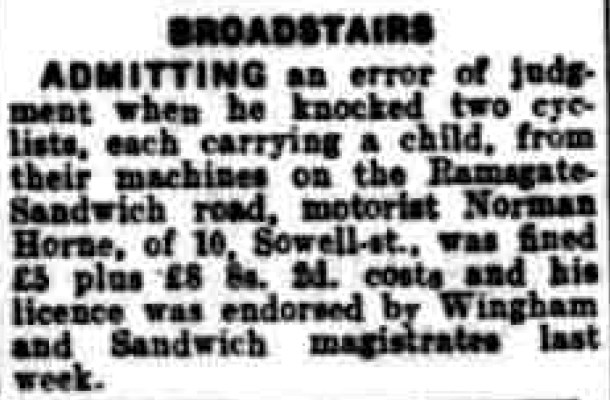 BROADSTAIRS
ADMITTING an error of judg-
ment when he knocked two cyc-
lists, each carrying a child, from
their machines on the Ramsgate-
Sandwich road, motorist Norman
Horne, of 10, Sowell-st., was fined
£5 plus £8 8s. 2d. costs and his
licence was endorsed by Wingham
and Sandwich magistrates last
week.